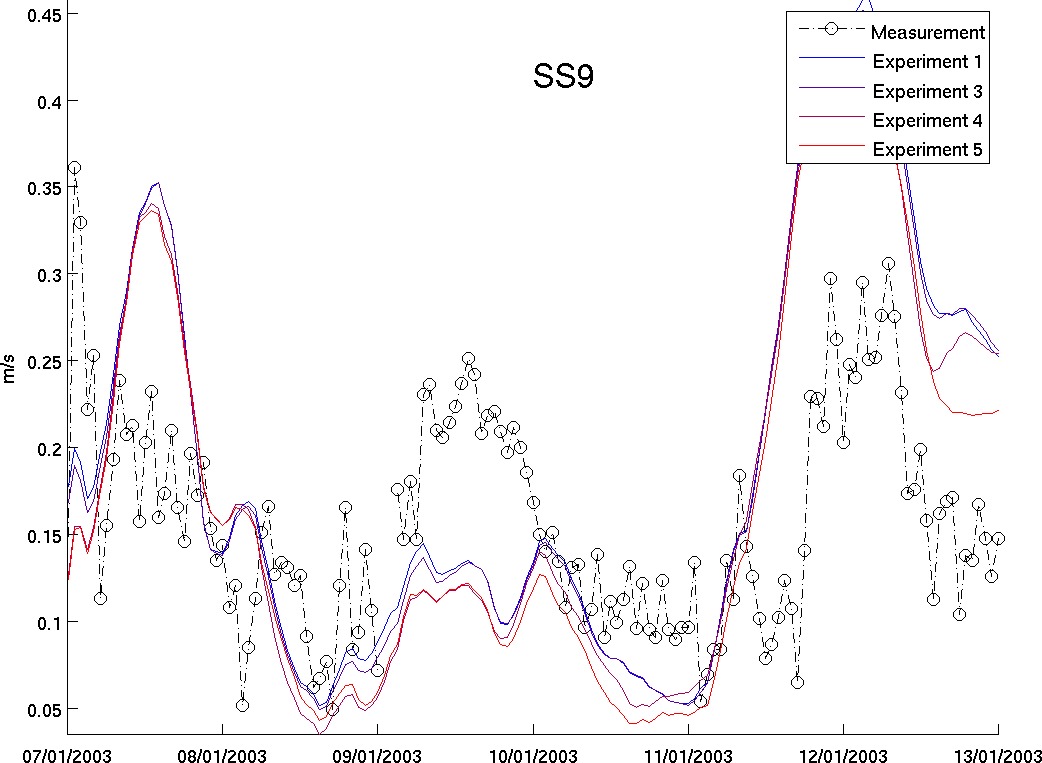 0.45
SS9
Measurement
Experiment 1
Experiment 3
Experiment 4
Experiment 5
0.4
0.35
0.3
0.25
m/s
0.2
0.15
0.1
0.05
07/01/2003 08/01/2003 09/01/2003 10/01/2003 11/01/2003 12/01/2003 13/01/2003